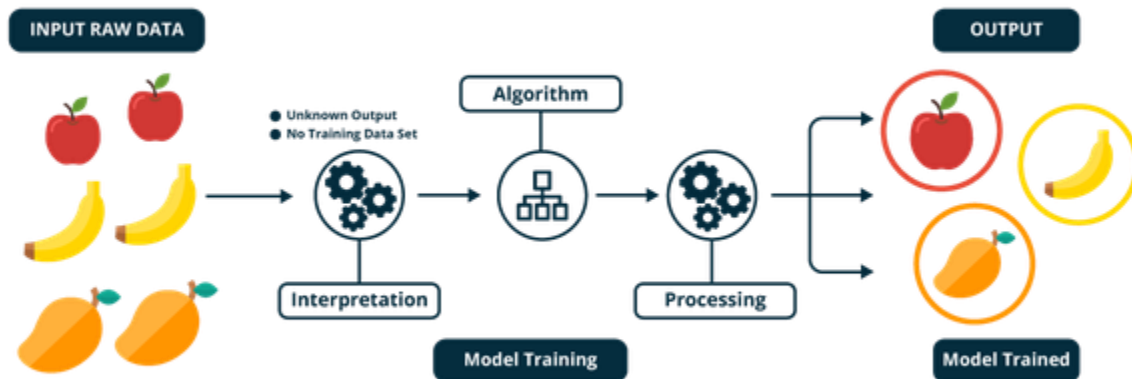 INPUT RAW DATA
OUTPUT
Algorithm
● Unknown Output
● No Training Data Set
Interpretation
Processing
Model Training
Model Trained